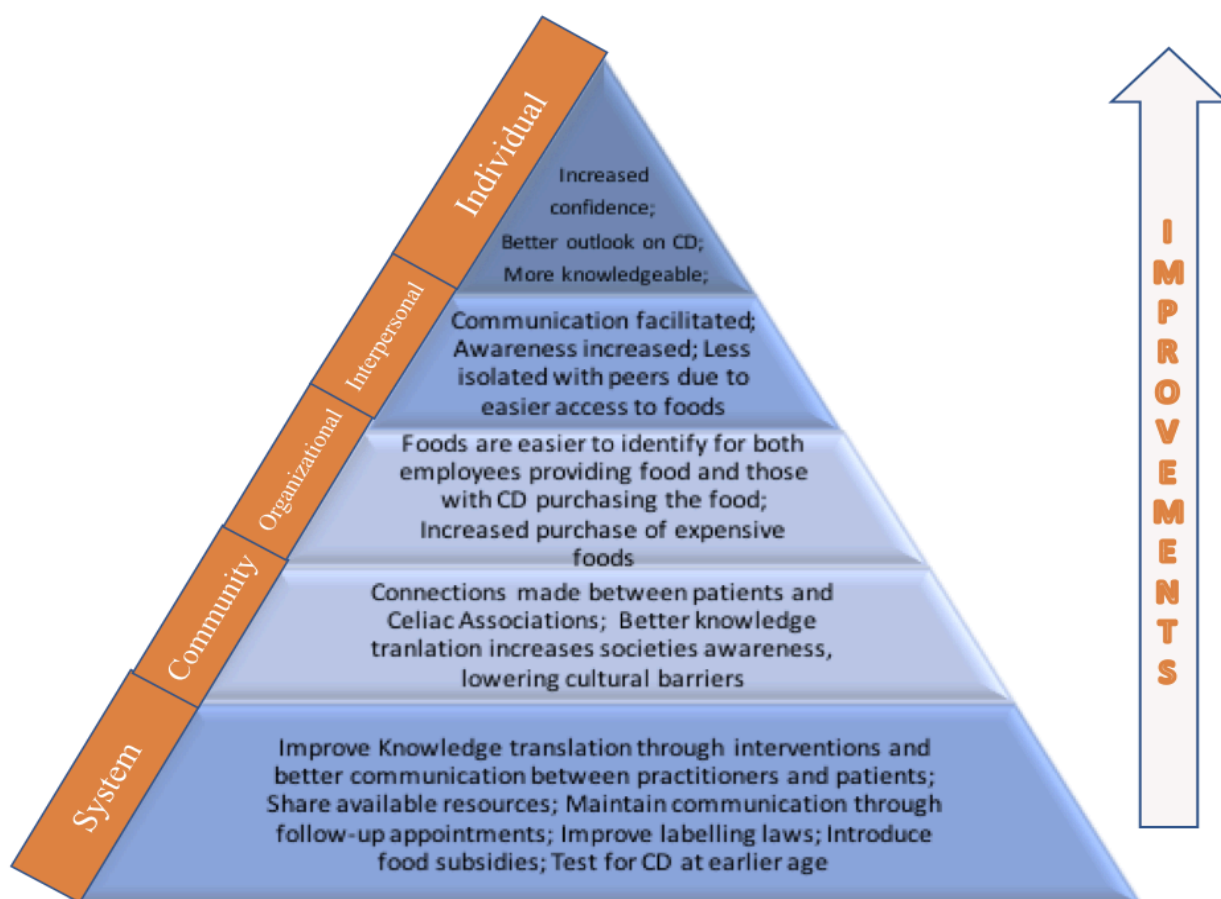 Individual
Increased
confidence;
Better outlook on CD;
More knowledgeable;
Interpersonal
Communication facilitated;
Awareness increased; Less
isolated with peers due to
easier access to foods
Organizational
Foods are easier to identify for both
employees providing food and those
with CD purchasing the food;
Increased purchase of expensive
foods
Community
Connections made between patients and
Celiac Associations; Better knowledge
tranlation increases societies awareness,
lowering cultural barriers
System
Improve Knowledge translation through interventions and
better communication between practitioners and patients;
Share available resources; Maintain communication through
follow-up appointments; Improve labelling laws; Introduce
food subsidies; Test for CD at earlier age
IMPROVEMENTS